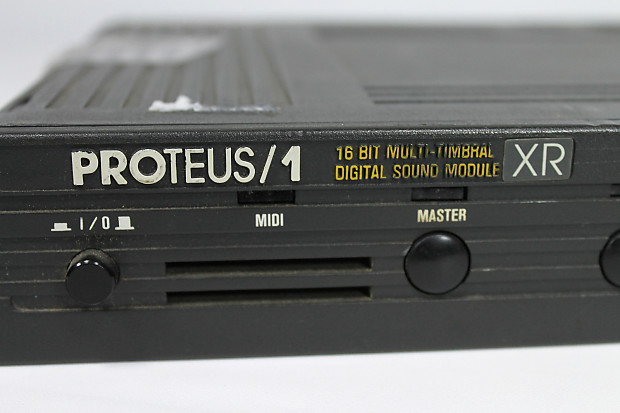 PROTEUS/1
16 BIT MULTI-TIMBRAL
DIGITAL SOUND MODULE
XR
I/O
MIDI
MASTER